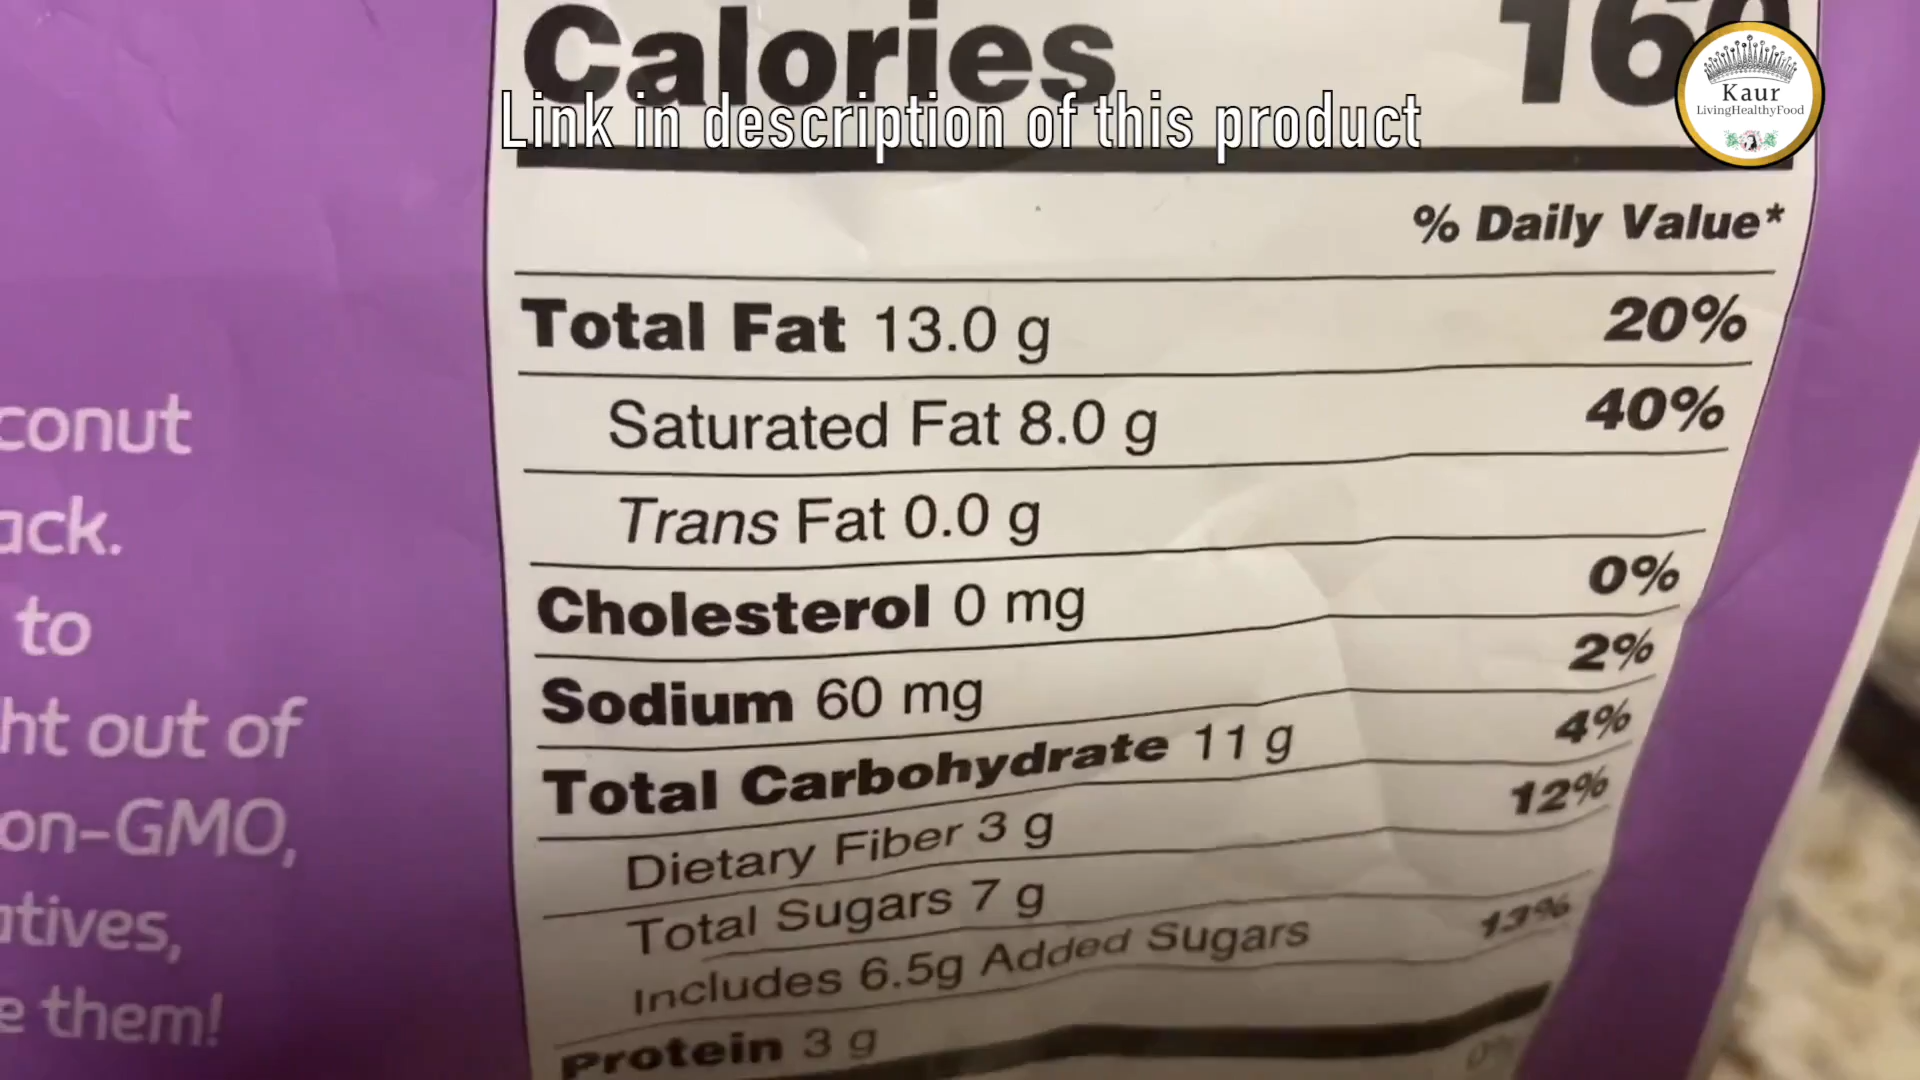 Calories 160
Link in description of this product
Kaur
LivingHealthyFood
% Daily Value*
Total Fat 13.0 g 20%
Saturated Fat 8.0 g 40%
Trans Fat 0.0 g
Cholesterol 0 mg 0%
Sodium 60 mg 2%
Total Carbohydrate 11 g 4%
Dietary Fiber 3 g 12%
Total Sugars 7 g
Includes 6.5g Added Sugars 13%
Protein 3 g 0%
conut
ack.
to
ht out of
on-GMO,
atives,
e them!